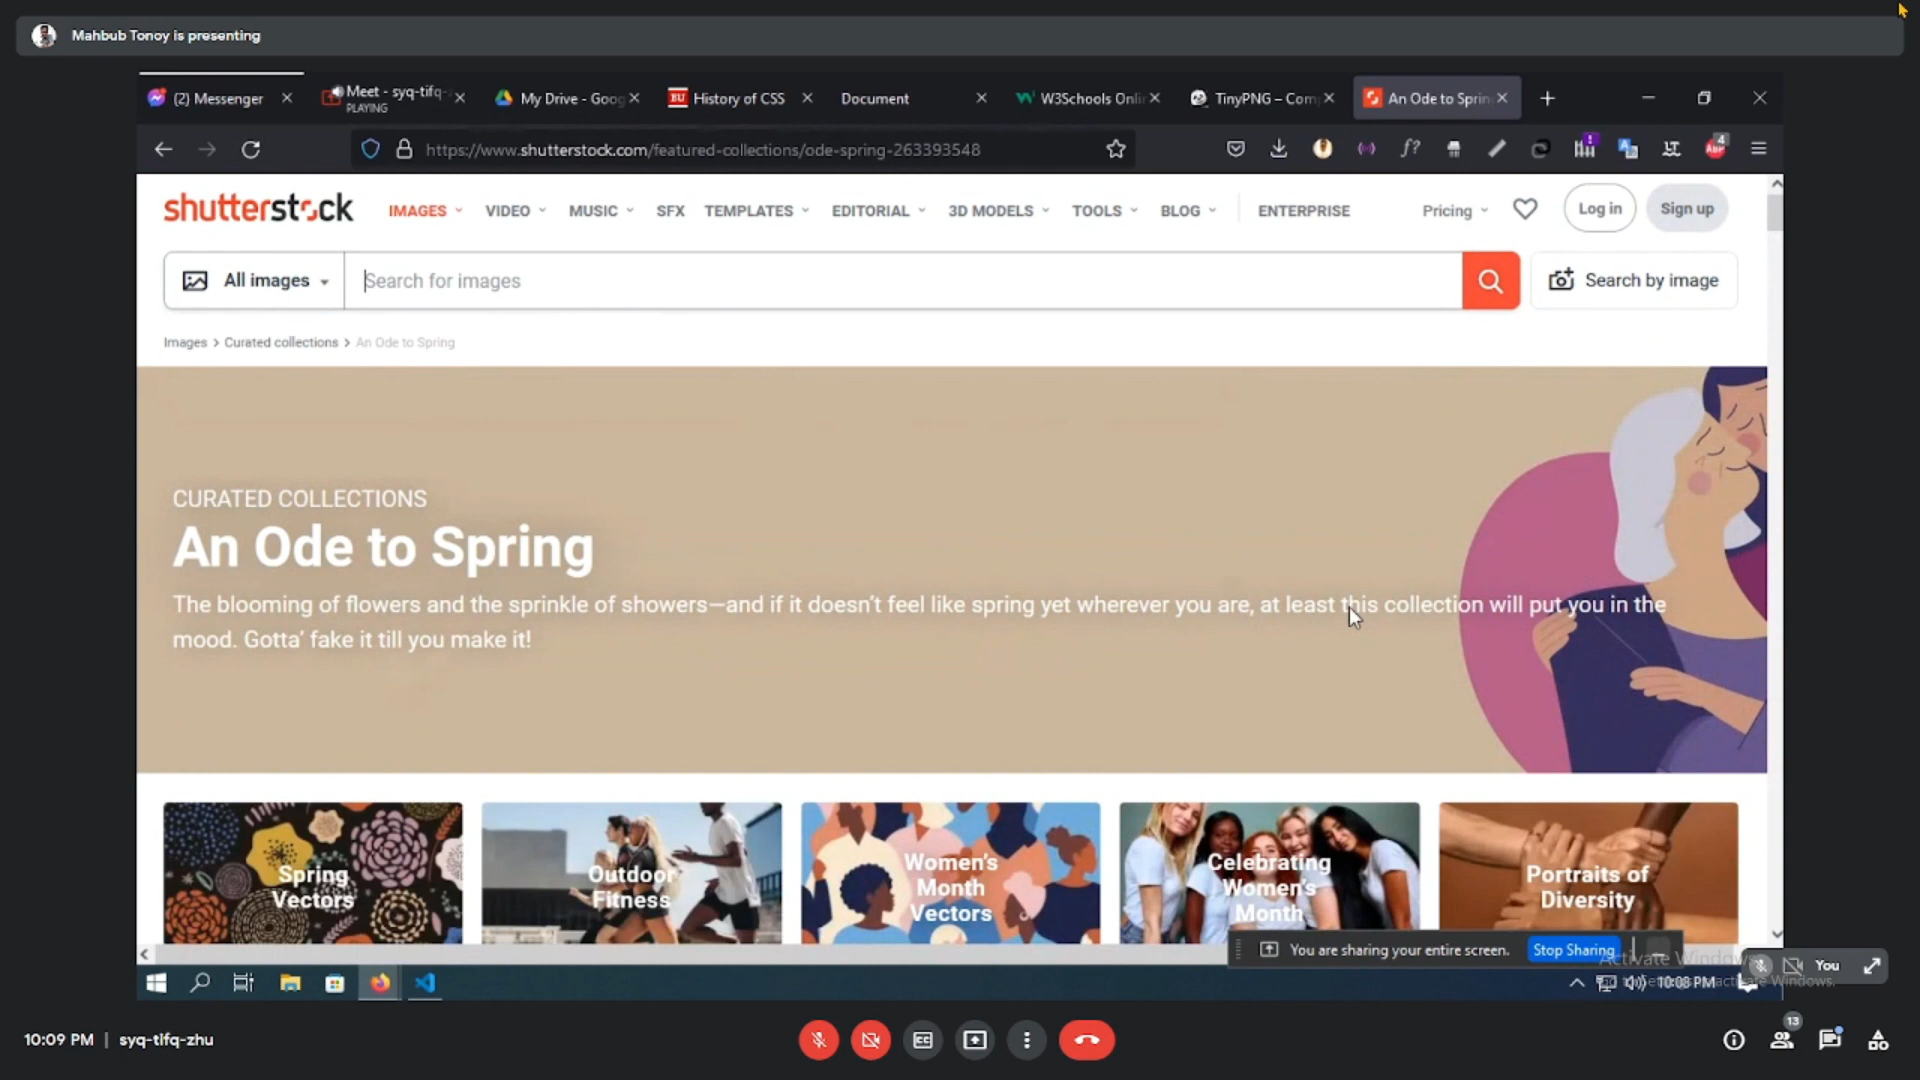 Mahbub Tonoy is presenting
(2) Messenger
Meet - syq-tifq-
PLAYING
My Drive - Goog
EU History of CSS
Document
W3Schools Onli
TinyPNG – Com
An Ode to Sprin
https://www.shutterstock.com/featured-collections/ode-spring-263393548
4
ABP
shutterstock IMAGES VIDEO MUSIC SFX TEMPLATES EDITORIAL 3D MODELS TOOLS BLOG ENTERPRISE Pricing Log in Sign up
All images Search for images Search by image
Images > Curated collections > An Ode to Spring
CURATED COLLECTIONS
An Ode to Spring
The blooming of flowers and the sprinkle of showers—and if it doesn't feel like spring yet wherever you are, at least this collection will put you in the
mood. Gotta' fake it till you make it!
Spring
Vectors
Outdoor
Fitness
Women's
Month
Vectors
Celebrating
Women's
Month
Portraits of
Diversity
You are sharing your entire screen. Stop Sharing
Activate Windows
You
10:08 PM
10:09 PM | syq-tifq-zhu
13